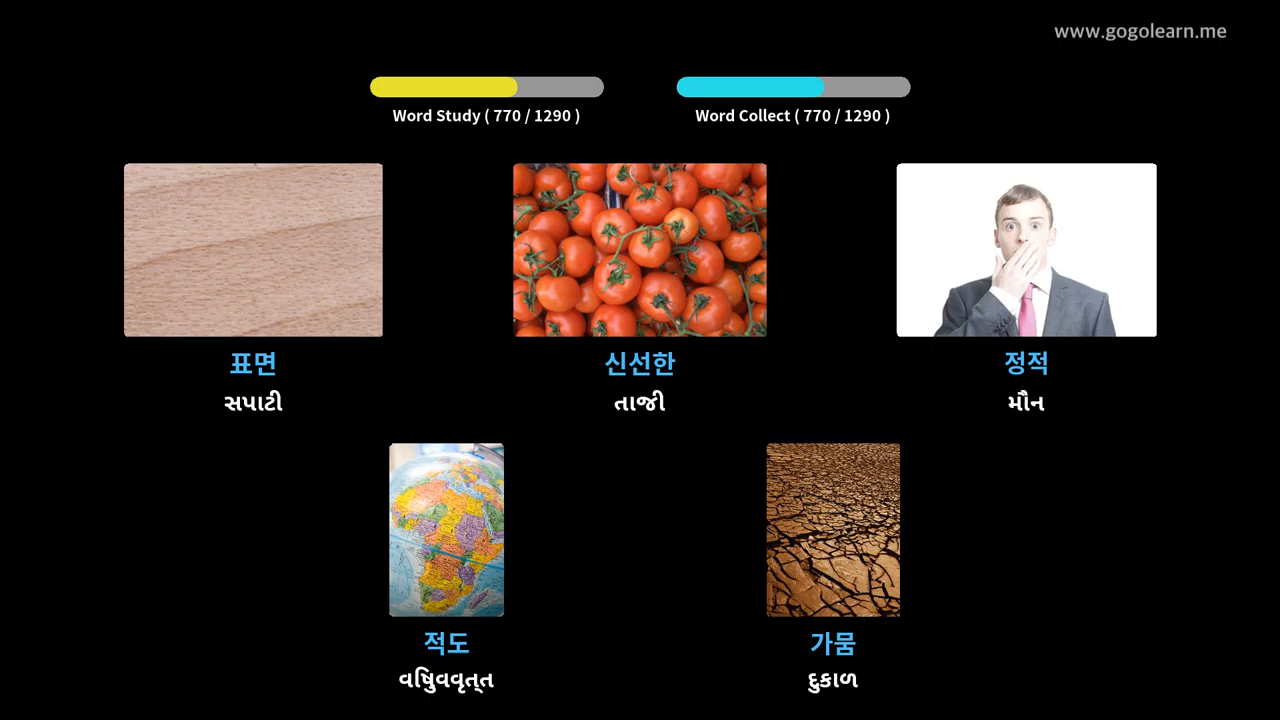 www.gogolearn.me
Word Study ( 770 / 1290 )
Word Collect ( 770 / 1290 )
표면
સપાટી
신선한
તાજી
정적
મૌન
적도
વિષુવવૃત્ત
가뭄
દુકાળ